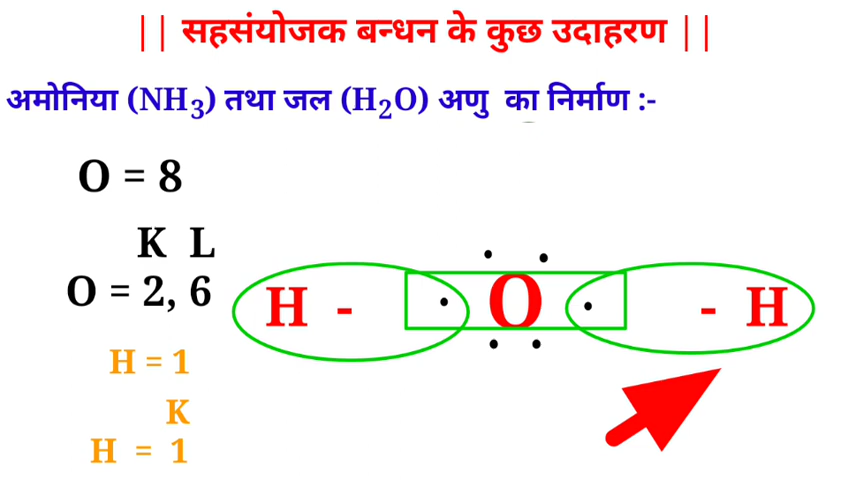 || सहसंयोजक बन्धन के कुछ उदाहरण ||
अमोनिया (NH₃) तथा जल (H₂O) अणु का निर्माण :-
O = 8
K L
O = 2, 6
H - O - H
H = 1
K
H = 1